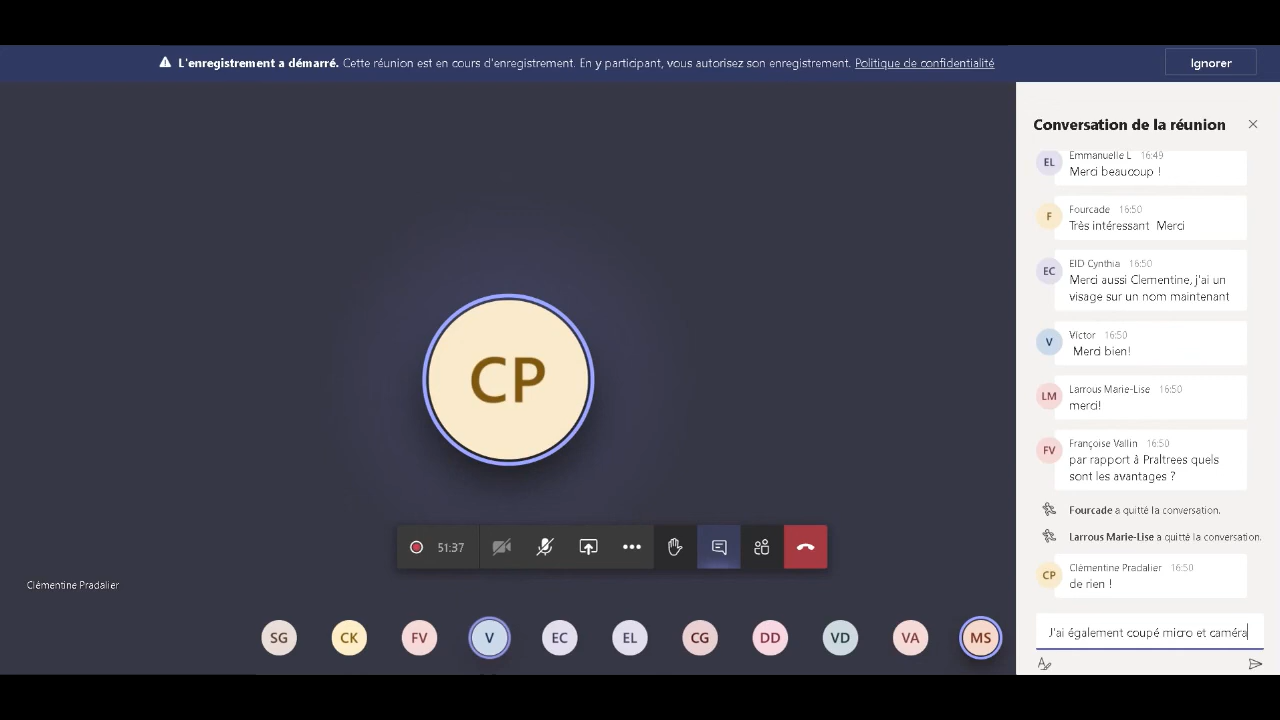 L'enregistrement a démarré. Cette réunion est en cours d'enregistrement. En y participant, vous autorisez son enregistrement. Politique de confidentialité
Ignorer
Conversation de la réunion
EL
Emmanuelle L 16:49
Merci beaucoup !
F
Fourcade 16:50
Très intéressant Merci
EC
EID Cynthia 16:50
Merci aussi Clementine, j'ai un
visage sur un nom maintenant
V
Victor 16:50
Merci bien!
LM
Larrous Marie-Lise 16:50
merci!
FV
Françoise Vallin 16:50
par rapport à Praltrees quels
sont les avantages ?
Fourcade a quitté la conversation.
Larrous Marie-Lise a quitté la conversation.
CP
Clémentine Pradalier 16:50
de rien !
J'ai également coupé micro et caméra
CP
51:37
Clémentine Pradalier
SG CK FV V EC EL CG DD VD VA MS